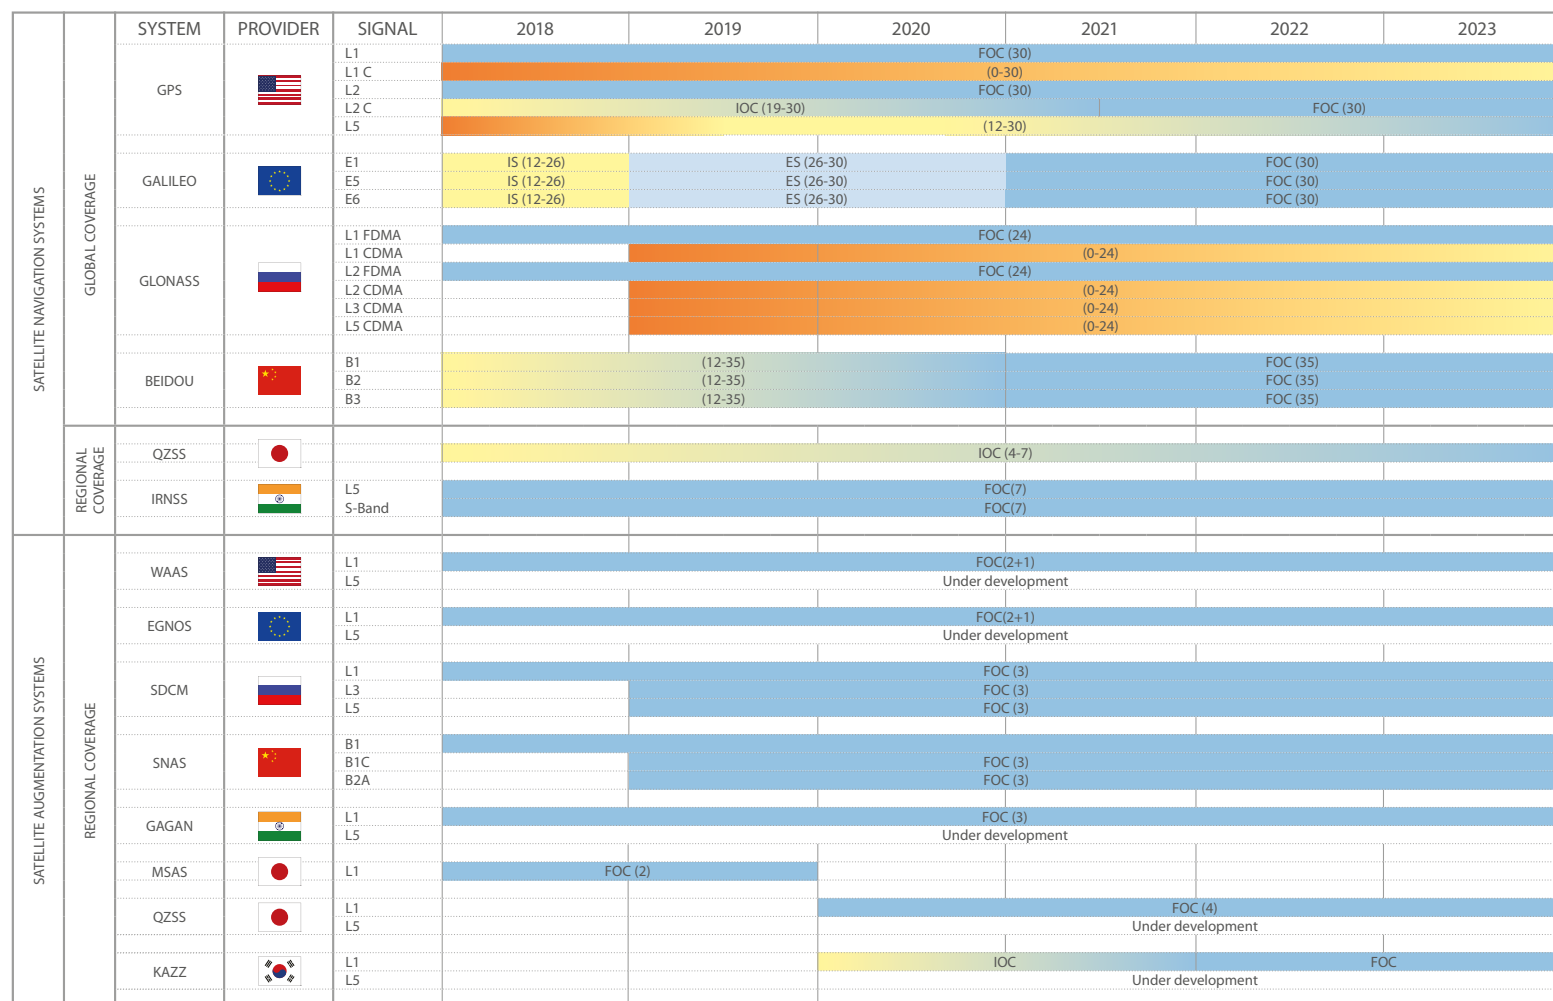 SYSTEM PROVIDER SIGNAL 2018 2019 2020 2021 2022 2023
SATELLITE NAVIGATION SYSTEMS
GLOBAL COVERAGE
GPS
L1 FOC (30)
L1 C (0-30)
L2 FOC (30)
L2 C IOC (19-30) FOC (30)
L5 (12-30)
GALILEO
E1 IS (12-26) ES (26-30) FOC (30)
E5 IS (12-26) ES (26-30) FOC (30)
E6 IS (12-26) ES (26-30) FOC (30)
GLONASS
L1 FDMA FOC (24)
L1 CDMA (0-24)
L2 FDMA FOC (24)
L2 CDMA (0-24)
L3 CDMA (0-24)
L5 CDMA (0-24)
BEIDOU
B1 (12-35) FOC (35)
B2 (12-35) FOC (35)
B3 (12-35) FOC (35)
REGIONAL
COVERAGE
QZSS IOC (4-7)
IRNSS
L5 FOC(7)
S-Band FOC(7)
SATELLITE AUGMENTATION SYSTEMS
REGIONAL COVERAGE
WAAS
L1 FOC(2+1)
L5 Under development
EGNOS
L1 FOC(2+1)
L5 Under development
SDCM
L1 FOC (3)
L3 FOC (3)
L5 FOC (3)
SNAS
B1
B1C FOC (3)
B2A FOC (3)
GAGAN
L1 FOC (3)
L5 Under development
MSAS L1 FOC (2)
QZSS
L1 FOC (4)
L5 Under development
KAZZ
L1 IOC FOC
L5 Under development